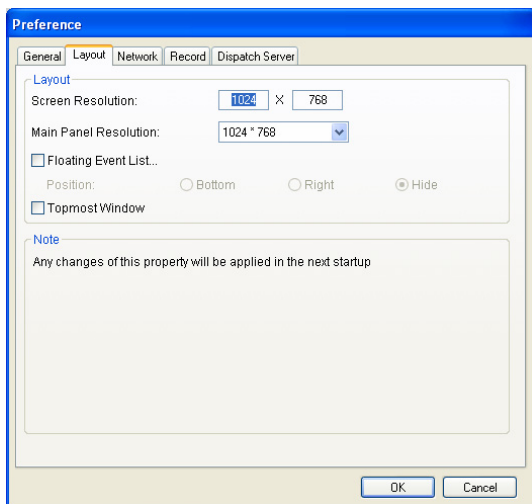 Preference
General Layout Network Record Dispatch Server
Layout
Screen Resolution: 1024 X 768
Main Panel Resolution: 1024 * 768
Floating Event List...
Position: Bottom Right Hide
Topmost Window
Note
Any changes of this property will be applied in the next startup
OK Cancel